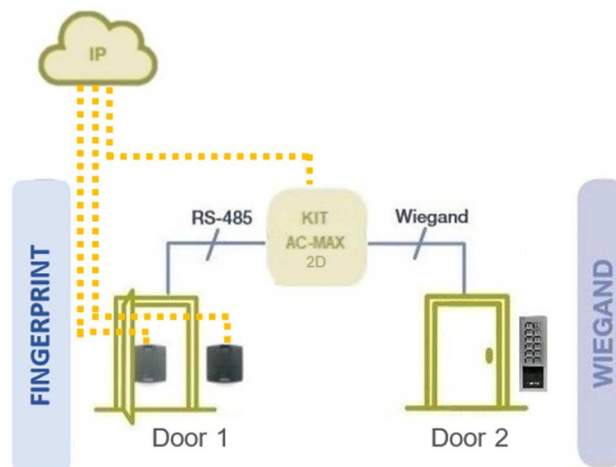 IP
FINGERPRINT
RS-485
KIT
AC-MAX
2D
Wiegand
WIEGAND
Door 1
Door 2